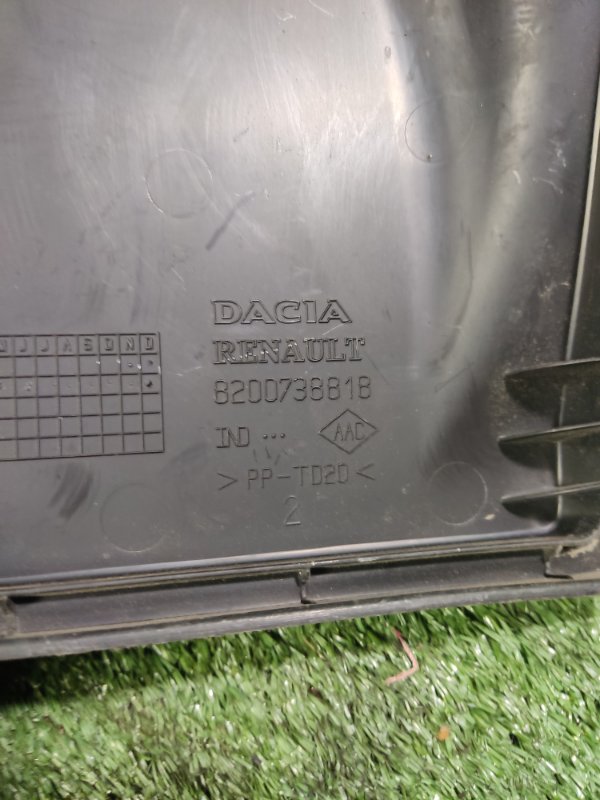 DACIA
RENAULT
J J A S O N D
8200738818
IND ...
AAC
>PP-TD20<
2